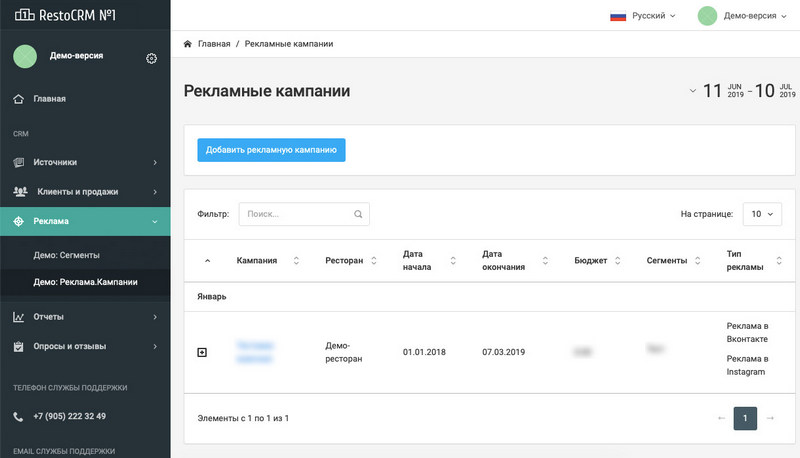 RestoCRM №1
Русский
Демо-версия
Демо-версия
Главная
CRM
Источники
Клиенты и продажи
Реклама
Демо: Сегменты
Демо: Реклама.Кампании
Отчеты
Опросы и отзывы
ТЕЛЕФОН СЛУЖБЫ ПОДДЕРЖКИ
+7 (905) 222 32 49
EMAIL СЛУЖБЫ ПОДДЕРЖКИ
Главная / Рекламные кампании
Рекламные кампании
11 JUN 2019 - 10 JUL 2019
Добавить рекламную кампанию
Фильтр: Поиск...
На странице: 10
Кампания
Ресторан
Дата
начала
Дата
окончания
Бюджет
Сегменты
Тип
рекламы
Январь
Демо-
ресторан
01.01.2018
07.03.2019
Реклама в
Вконтакте
Реклама в
Instagram
Элементы с 1 по 1 из 1
← 1 →